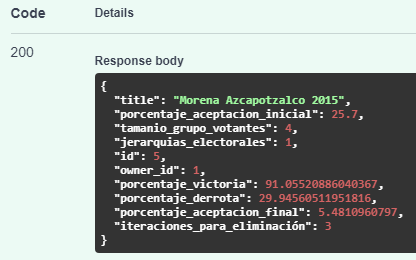 Code Details
200
Response body
{
"title": "Morena Azcapotzalco 2015",
"porcentaje_aceptacion_inicial": 25.7,
"tamanio_grupo_votantes": 4,
"jerarquias_electorales": 1,
"id": 5,
"owner_id": 1,
"porcentaje_victoria": 91.05520886040367,
"porcentaje_derrota": 29.94560511951816,
"porcentaje_aceptacion_final": 5.4810960797,
"iteraciones_para_eliminación": 3
}